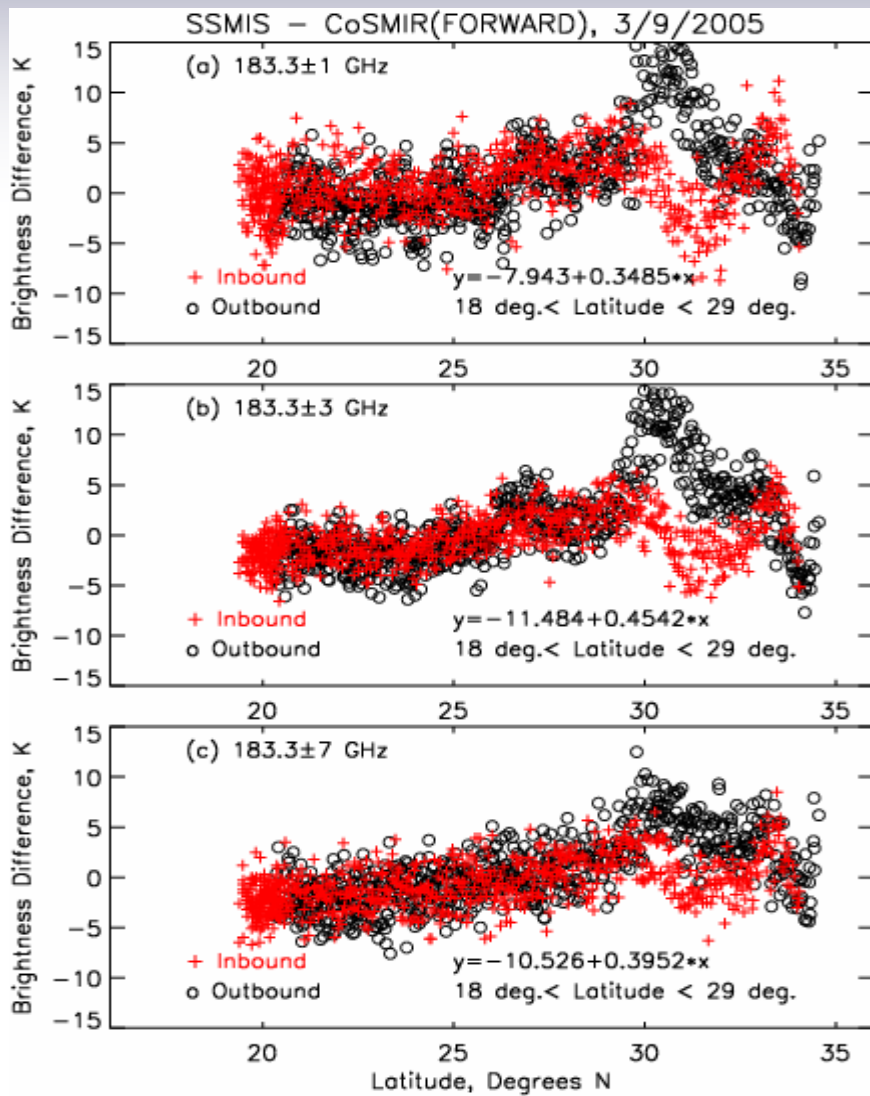 SSMIS – CoSMIR(FORWARD), 3/9/2005
Brightness Difference, K
15
10
5
0
−5
−10
−15
(a) 183.3±1 GHz
+ Inbound
y=−7.943+0.3485*x
o Outbound
18 deg.< Latitude < 29 deg.
20 25 30 35
Brightness Difference, K
15
10
5
0
−5
−10
−15
(b) 183.3±3 GHz
+ Inbound
y=−11.484+0.4542*x
o Outbound
18 deg.< Latitude < 29 deg.
20 25 30 35
Brightness Difference, K
15
10
5
0
−5
−10
−15
(c) 183.3±7 GHz
+ Inbound
y=−10.526+0.3952*x
o Outbound
18 deg.< Latitude < 29 deg.
20 25 30 35
Latitude, Degrees N